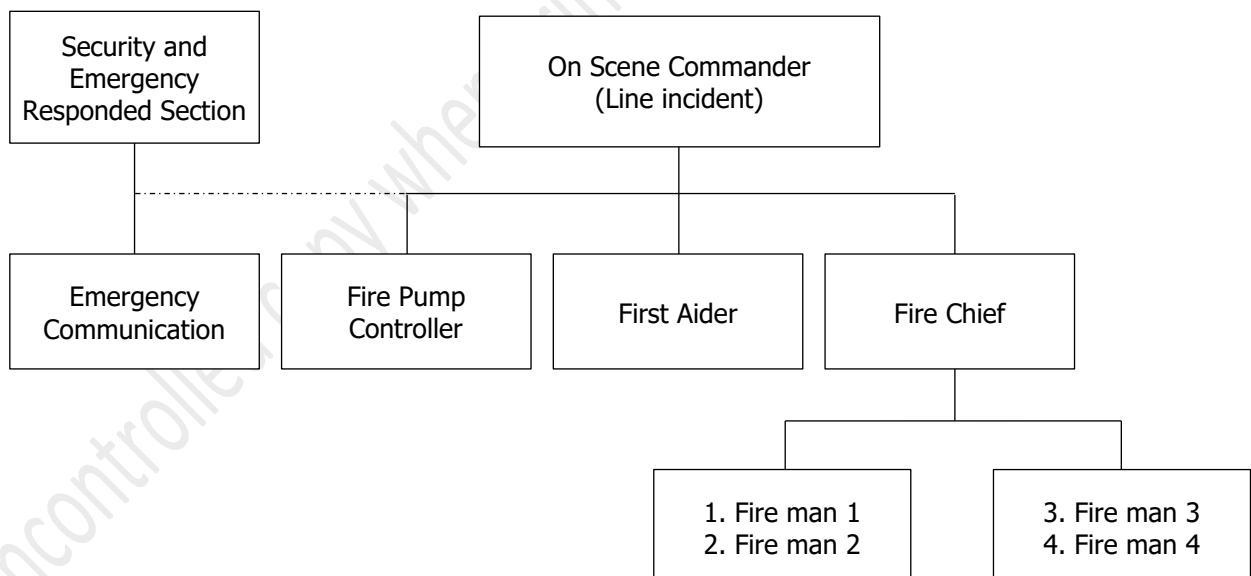 Security and
Emergency
Responded Section
On Scene Commander
(Line incident)
Emergency
Communication
Fire Pump
Controller
First Aider
Fire Chief
1. Fire man 1
2. Fire man 2
3. Fire man 3
4. Fire man 4